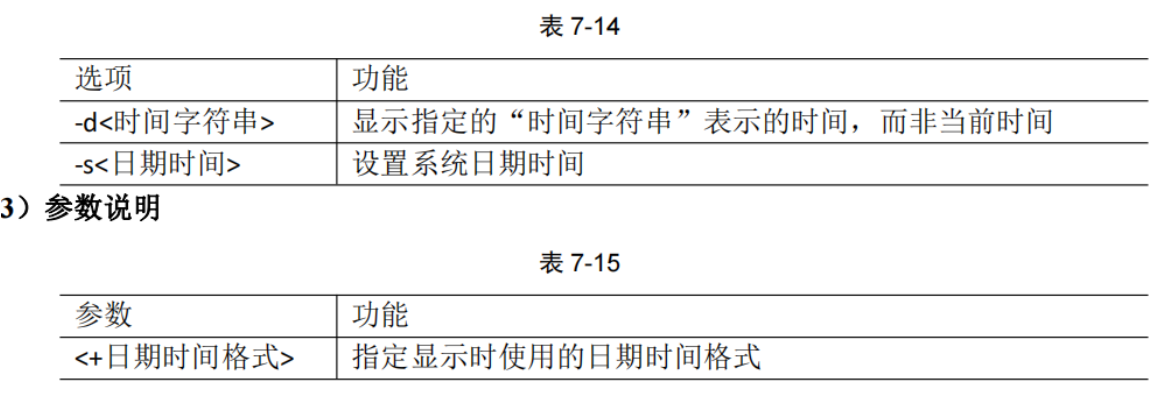 表 7-14
选项 功能
-d<时间字符串> 显示指定的“时间字符串”表示的时间，而非当前时间
-s<日期时间> 设置系统日期时间
3）参数说明
表 7-15
参数 功能
<+日期时间格式> 指定显示时使用的日期时间格式